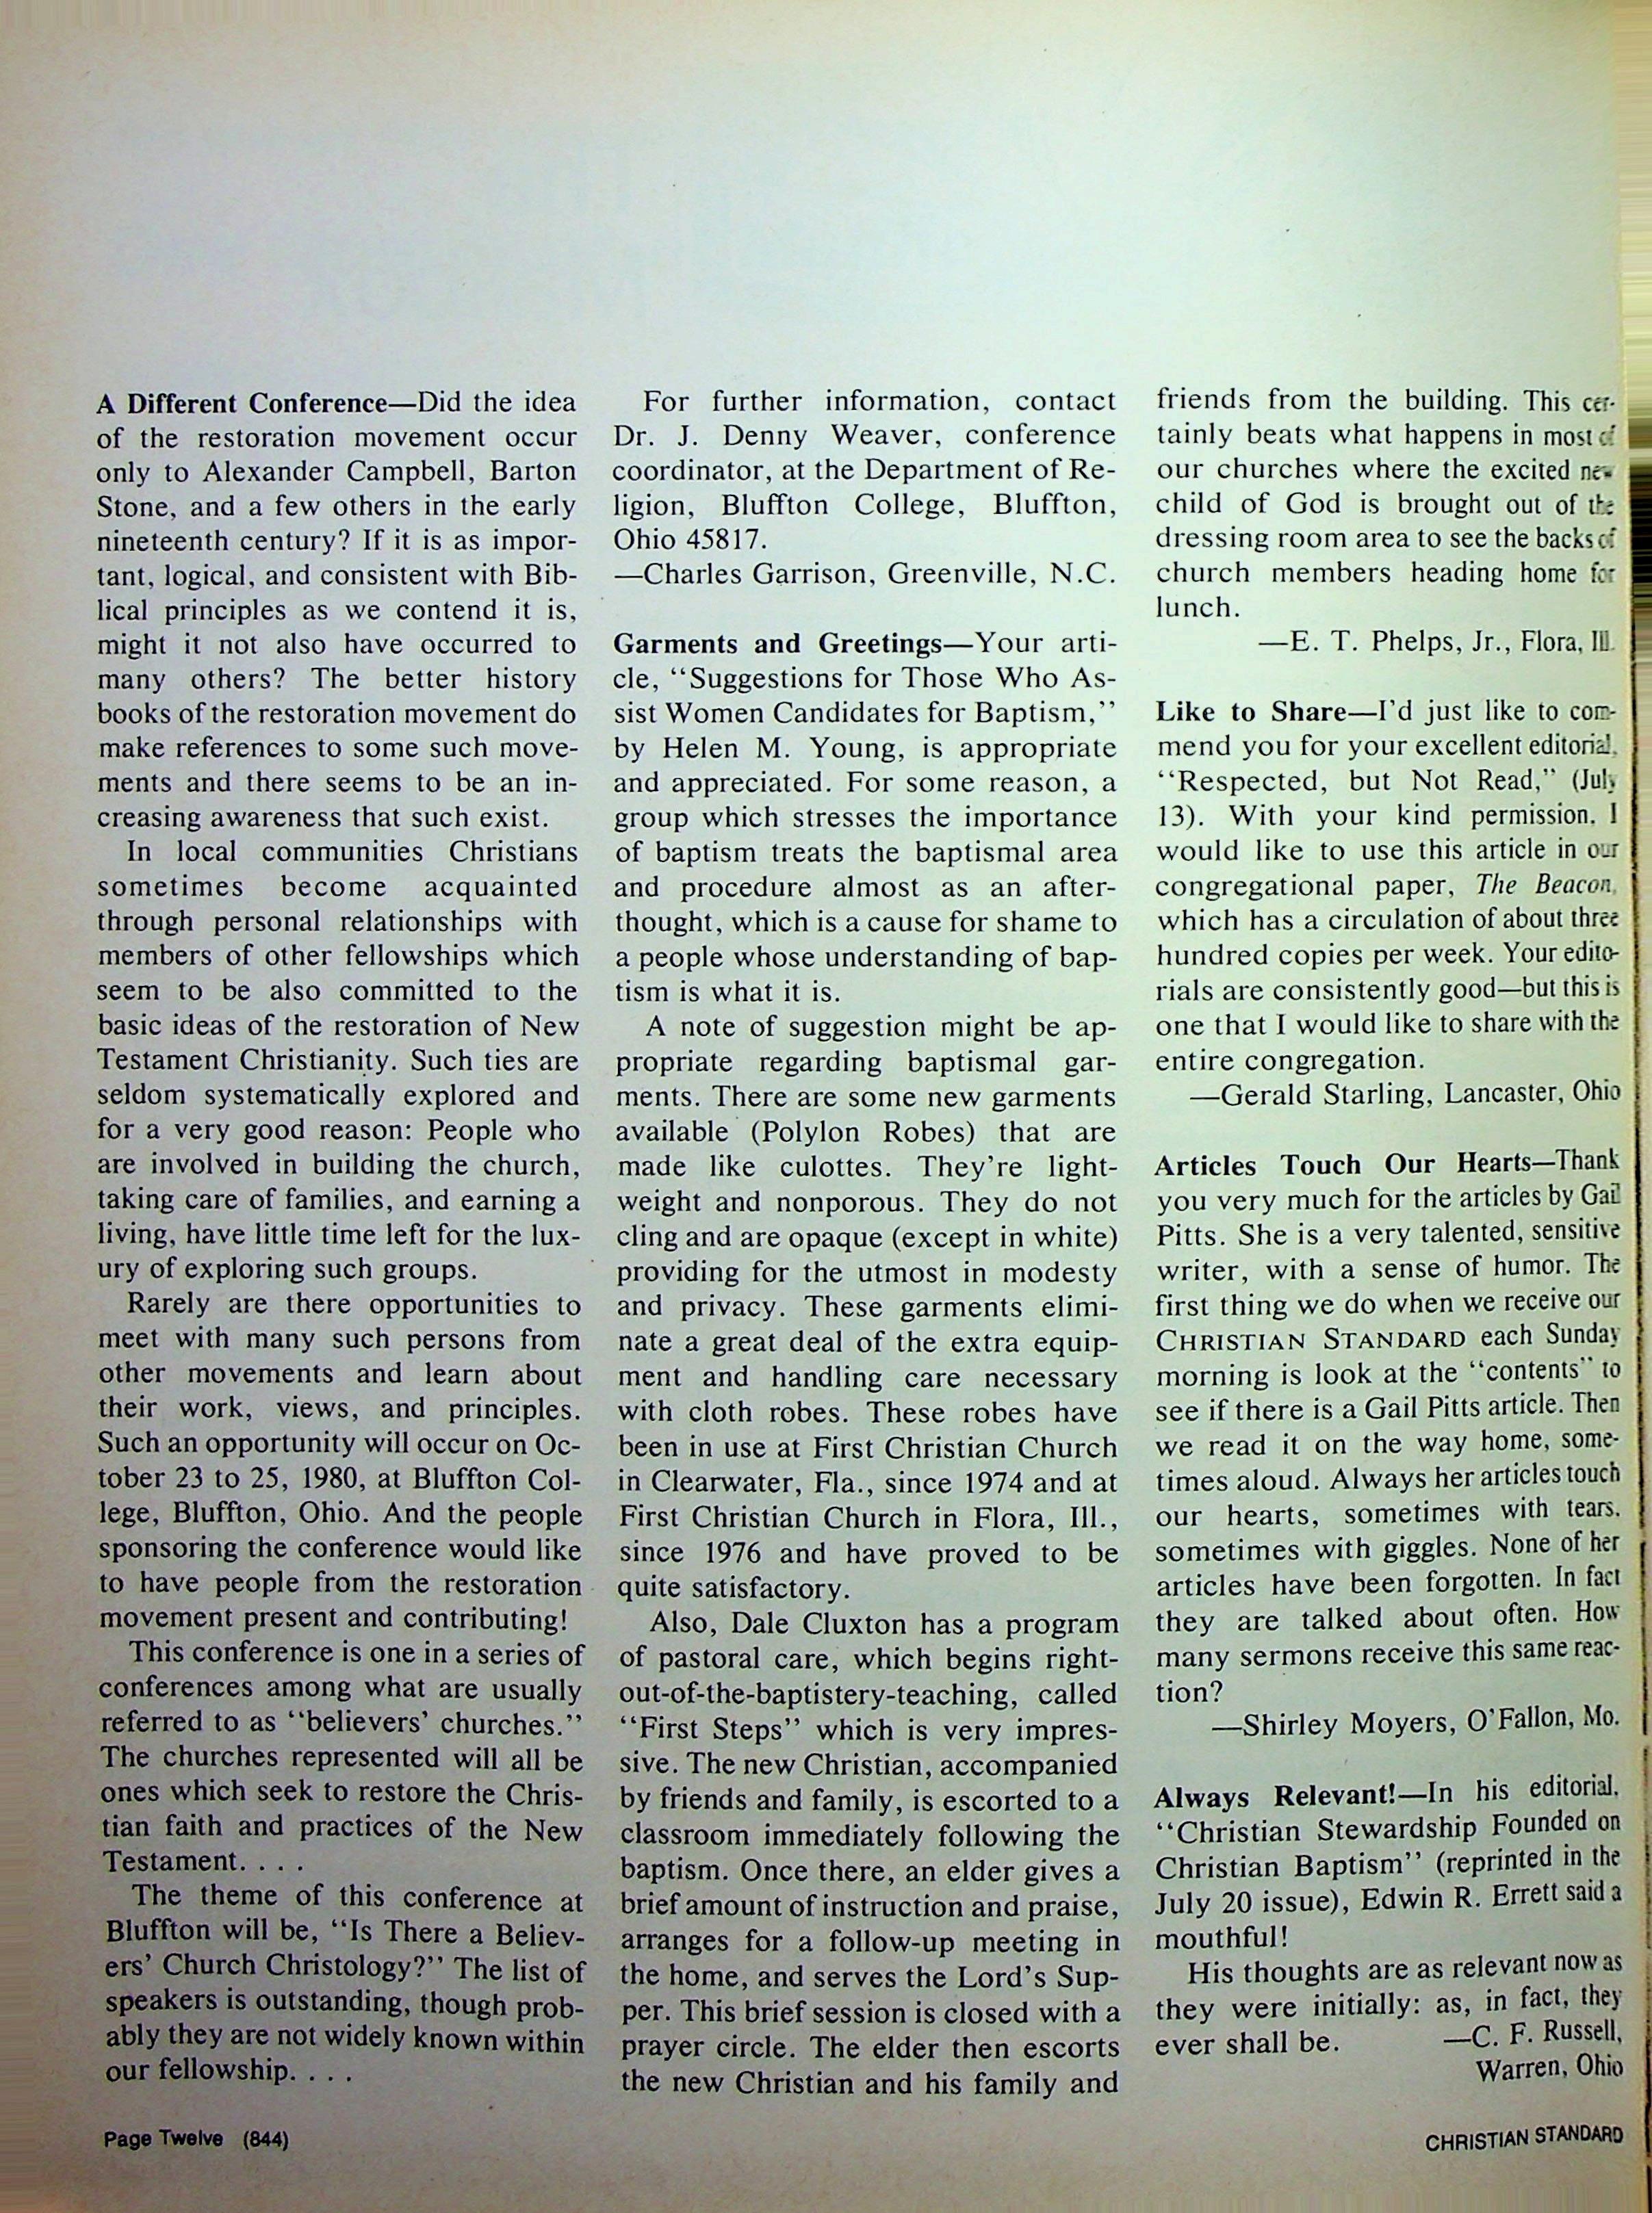 A Different Conference—Did the idea
of the restoration movement occur
only to Alexander Campbell, Barton
Stone, and a few others in the early
nineteenth century? If it is as impor-
tant, logical, and consistent with Bib-
lical principles as we contend it is,
might it not also have occurred to
many others? The better history
books of the restoration movement do
make references to some such move-
ments and there seems to be an in-
creasing awareness that such exist.
In local communities Christians
sometimes become acquainted
through personal relationships with
members of other fellowships which
seem to be also committed to the
basic ideas of the restoration of New
Testament Christianity. Such ties are
seldom systematically explored and
for a very good reason: People who
are involved in building the church,
taking care of families, and earning a
living, have little time left for the lux-
ury of exploring such groups.
Rarely are there opportunities to
meet with many such persons from
other movements and learn about
their work, views, and principles.
Such an opportunity will occur on Oc-
tober 23 to 25, 1980, at Bluffton Col-
lege, Bluffton, Ohio. And the people
sponsoring the conference would like
to have people from the restoration
movement present and contributing!
This conference is one in a series of
conferences among what are usually
referred to as "believers' churches."
The churches represented will all be
ones which seek to restore the Chris-
tian faith and practices of the New
Testament. . . .
The theme of this conference at
Bluffton will be, "Is There a Believ-
ers' Church Christology?" The list of
speakers is outstanding, though prob-
ably they are not widely known within
our fellowship. . . .
For further information, contact
Dr. J. Denny Weaver, conference
coordinator, at the Department of Re-
ligion, Bluffton College, Bluffton,
Ohio 45817.
—Charles Garrison, Greenville, N.C.
Garments and Greetings—Your arti-
cle, "Suggestions for Those Who As-
sist Women Candidates for Baptism,"
by Helen M. Young, is appropriate
and appreciated. For some reason, a
group which stresses the importance
of baptism treats the baptismal area
and procedure almost as an after-
thought, which is a cause for shame to
a people whose understanding of bap-
tism is what it is.
A note of suggestion might be ap-
propriate regarding baptismal gar-
ments. There are some new garments
available (Polylon Robes) that are
made like culottes. They're light-
weight and nonporous. They do not
cling and are opaque (except in white)
providing for the utmost in modesty
and privacy. These garments elimi-
nate a great deal of the extra equip-
ment and handling care necessary
with cloth robes. These robes have
been in use at First Christian Church
in Clearwater, Fla., since 1974 and at
First Christian Church in Flora, Ill.,
since 1976 and have proved to be
quite satisfactory.
Also, Dale Cluxton has a program
of pastoral care, which begins right-
out-of-the-baptistery-teaching, called
"First Steps" which is very impres-
sive. The new Christian, accompanied
by friends and family, is escorted to a
classroom immediately following the
baptism. Once there, an elder gives a
brief amount of instruction and praise,
arranges for a follow-up meeting in
the home, and serves the Lord's Sup-
per. This brief session is closed with a
prayer circle. The elder then escorts
the new Christian and his family and
friends from the building. This cer-
tainly beats what happens in most of
our churches where the excited new
child of God is brought out of the
dressing room area to see the backs of
church members heading home for
lunch.
—E. T. Phelps, Jr., Flora, Ill.
Like to Share—I'd just like to com-
mend you for your excellent editorial,
"Respected, but Not Read," (July
13). With your kind permission, I
would like to use this article in our
congregational paper, The Beacon,
which has a circulation of about three
hundred copies per week. Your edito-
rials are consistently good—but this is
one that I would like to share with the
entire congregation.
—Gerald Starling, Lancaster, Ohio
Articles Touch Our Hearts—Thank
you very much for the articles by Gail
Pitts. She is a very talented, sensitive
writer, with a sense of humor. The
first thing we do when we receive our
CHRISTIAN STANDARD each Sunday
morning is look at the "contents" to
see if there is a Gail Pitts article. Then
we read it on the way home, some-
times aloud. Always her articles touch
our hearts, sometimes with tears,
sometimes with giggles. None of her
articles have been forgotten. In fact
they are talked about often. How
many sermons receive this same reac-
tion?
—Shirley Moyers, O'Fallon, Mo.
Always Relevant!—In his editorial,
"Christian Stewardship Founded on
Christian Baptism" (reprinted in the
July 20 issue), Edwin R. Errett said a
mouthful!
His thoughts are as relevant now as
they were initially: as, in fact, they
ever shall be. —C. F. Russell,
Warren, Ohio
Page Twelve (844)
CHRISTIAN STANDARD